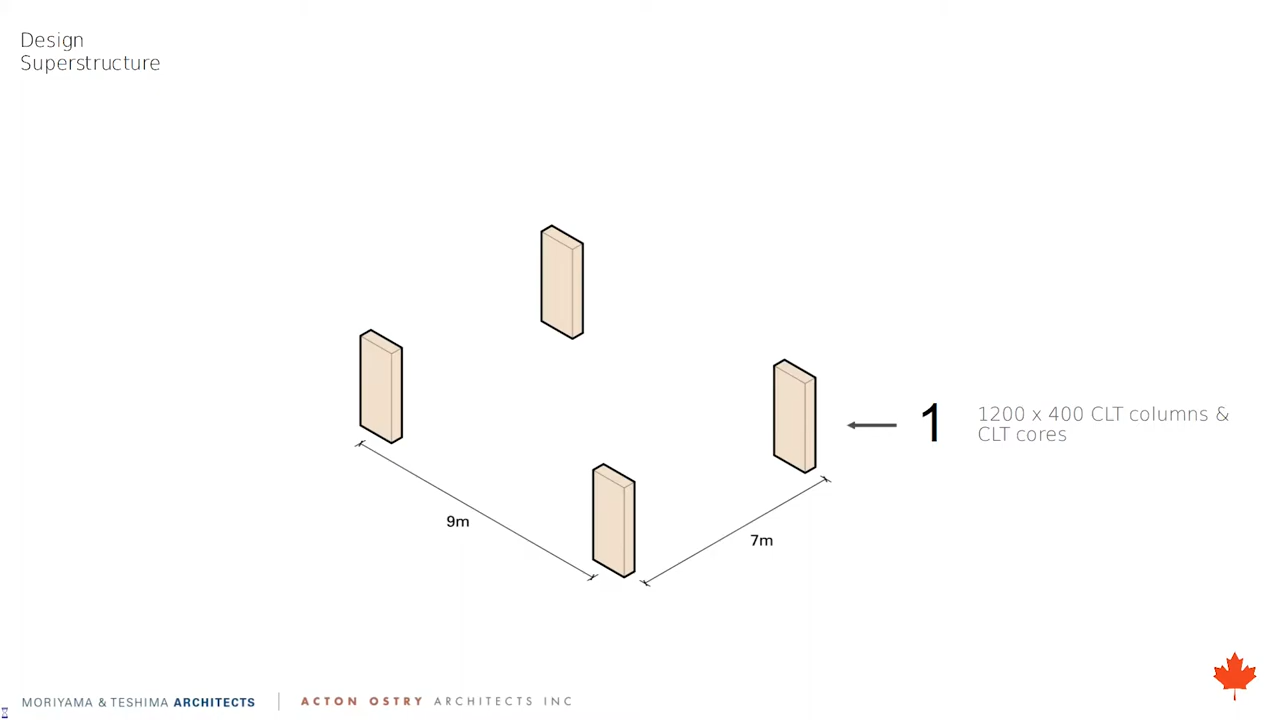 Design
Superstructure
1 1200 x 400 CLT columns &
CLT cores
9m
7m
MORIYAMA & TESHIMA ARCHITECTS | ACTON OSTRY ARCHITECTS INC